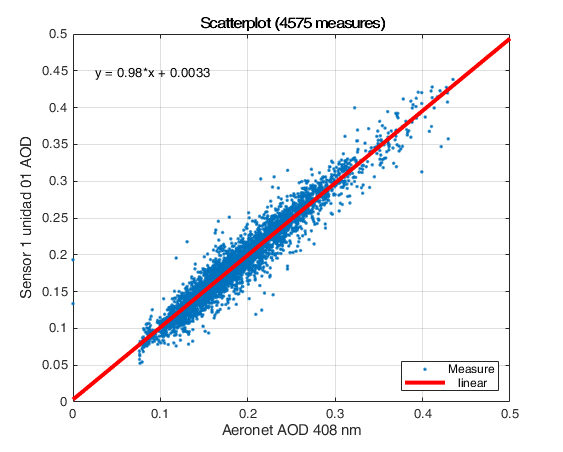 Scatterplot (4575 measures)
y = 0.98*x + 0.0033
0.5
0.45
0.4
0.35
0.3
0.25
0.2
0.15
0.1
0.05
0
Sensor 1 unidad 01 AOD
Measure
linear
0 0.1 0.2 0.3 0.4 0.5
Aeronet AOD 408 nm